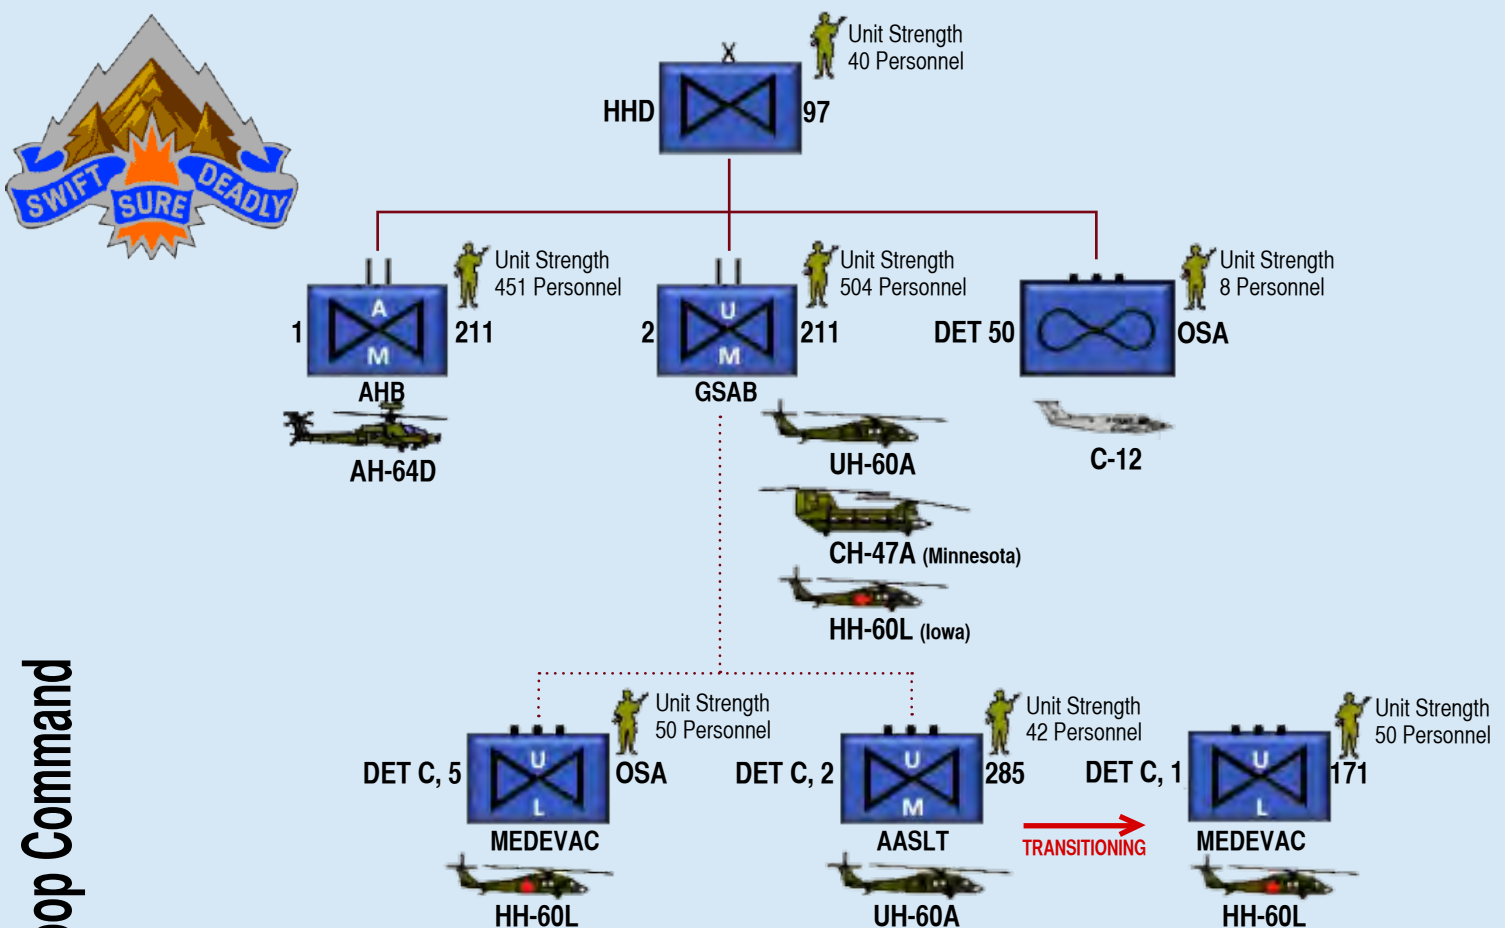 SWIFT
SURE
DEADLY
X
Unit Strength
40 Personnel
HHD
97
Unit Strength
451 Personnel
1
A
M
211
AHB
AH-64D
Unit Strength
504 Personnel
2
U
M
211
GSAB
UH-60A
CH-47A (Minnesota)
HH-60L (Iowa)
Unit Strength
8 Personnel
DET 50
OSA
C-12
Unit Strength
50 Personnel
DET C, 5
U
L
OSA
MEDEVAC
HH-60L
Unit Strength
42 Personnel
DET C, 2
U
M
285
AASLT
UH-60A
TRANSITIONING
Unit Strength
50 Personnel
DET C, 1
U
L
171
MEDEVAC
HH-60L
Command